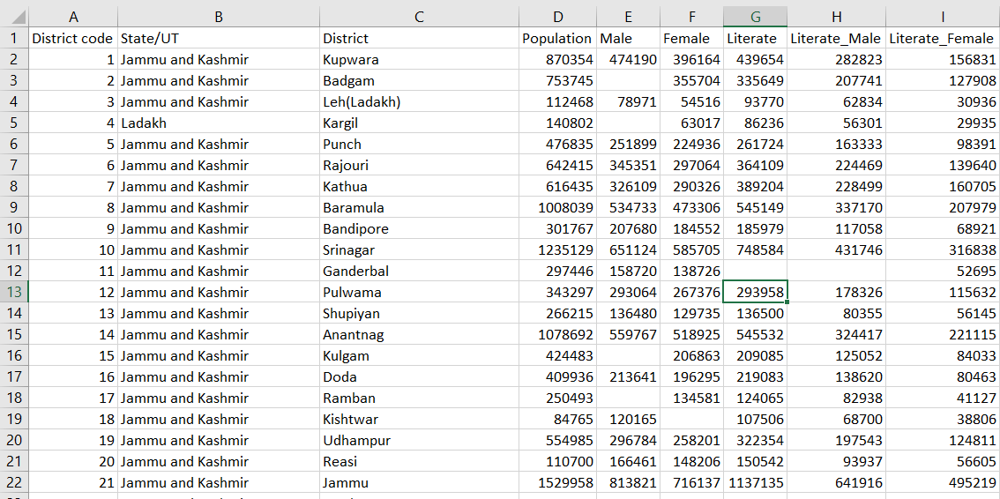 A B C D E F G H I
1 District code State/UT District Population Male Female Literate Literate_Male Literate_Female
2 1 Jammu and Kashmir Kupwara 870354 474190 396164 439654 282823 156831
3 2 Jammu and Kashmir Badgam 753745 355704 335649 207741 127908
4 3 Jammu and Kashmir Leh(Ladakh) 112468 78971 54516 93770 62834 30936
5 4 Ladakh Kargil 140802 63017 86236 56301 29935
6 5 Jammu and Kashmir Punch 476835 251899 224936 261724 163333 98391
7 6 Jammu and Kashmir Rajouri 642415 345351 297064 364109 224469 139640
8 7 Jammu and Kashmir Kathua 616435 326109 290326 389204 228499 160705
9 8 Jammu and Kashmir Baramula 1008039 534733 473306 545149 337170 207979
10 9 Jammu and Kashmir Bandipore 301767 207680 184552 185979 117058 68921
11 10 Jammu and Kashmir Srinagar 1235129 651124 585705 748584 431746 316838
12 11 Jammu and Kashmir Ganderbal 297446 158720 138726 52695
13 12 Jammu and Kashmir Pulwama 343297 293064 267376 293958 178326 115632
14 13 Jammu and Kashmir Shupiyan 266215 136480 129735 136500 80355 56145
15 14 Jammu and Kashmir Anantnag 1078692 559767 518925 545532 324417 221115
16 15 Jammu and Kashmir Kulgam 424483 206863 209085 125052 84033
17 16 Jammu and Kashmir Doda 409936 213641 196295 219083 138620 80463
18 17 Jammu and Kashmir Ramban 250493 134581 124065 82938 41127
19 18 Jammu and Kashmir Kishtwar 84765 120165 107506 68700 38806
20 19 Jammu and Kashmir Udhampur 554985 296784 258201 322354 197543 124811
21 20 Jammu and Kashmir Reasi 110700 166461 148206 150542 93937 56605
22 21 Jammu and Kashmir Jammu 1529958 813821 716137 1137135 641916 495219